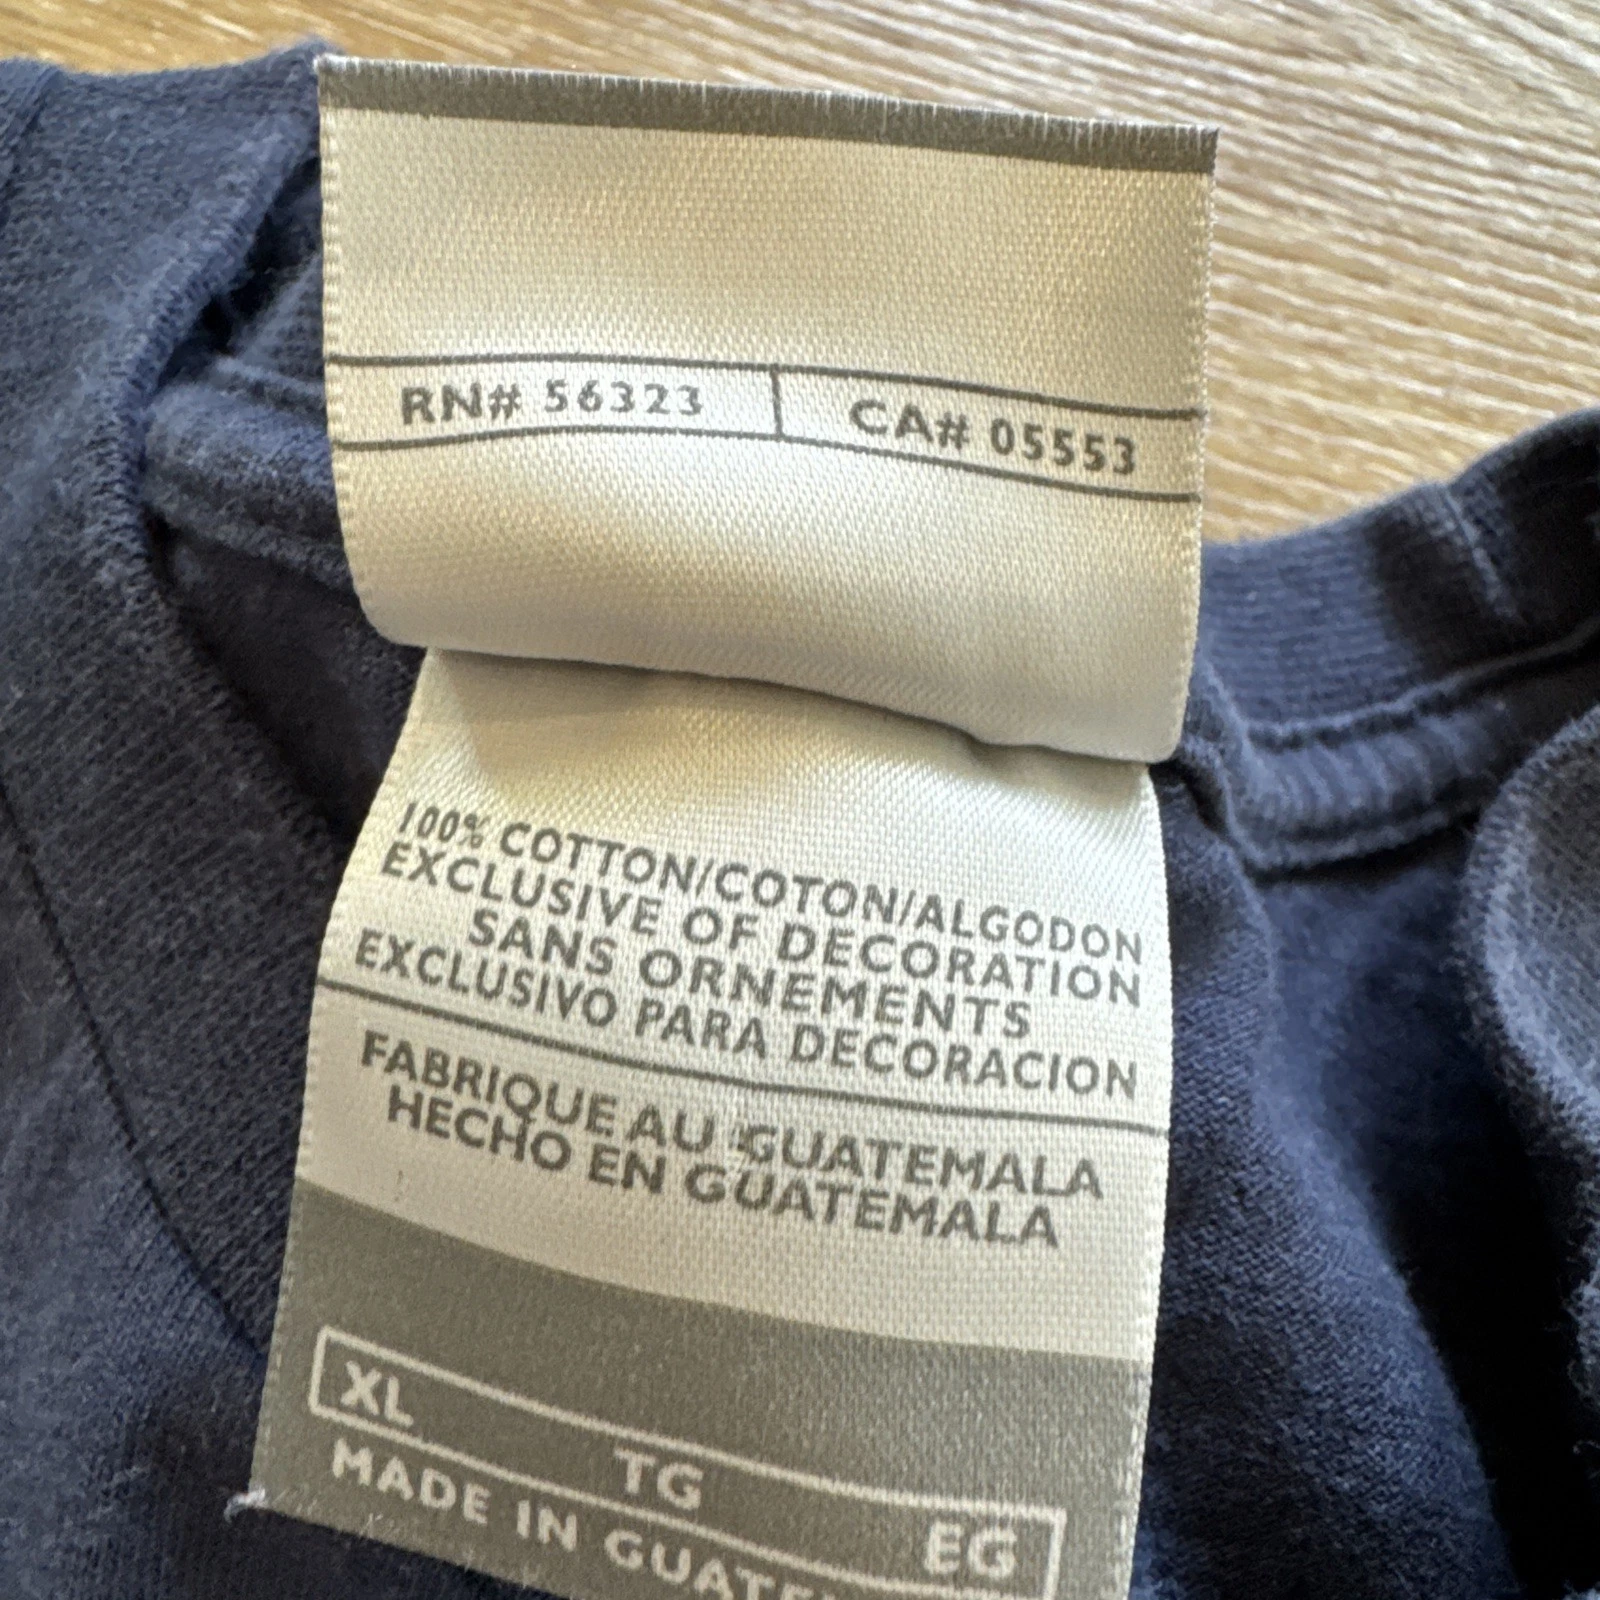 RN# 56323 CA# 05553
100% COTTON/COTON/ALGODON
EXCLUSIVE OF DECORATION
SANS ORNEMENTS
EXCLUSIVO PARA DECORACION
FABRIQUE AU GUATEMALA
HECHO EN GUATEMALA
XL TG EG
MADE IN